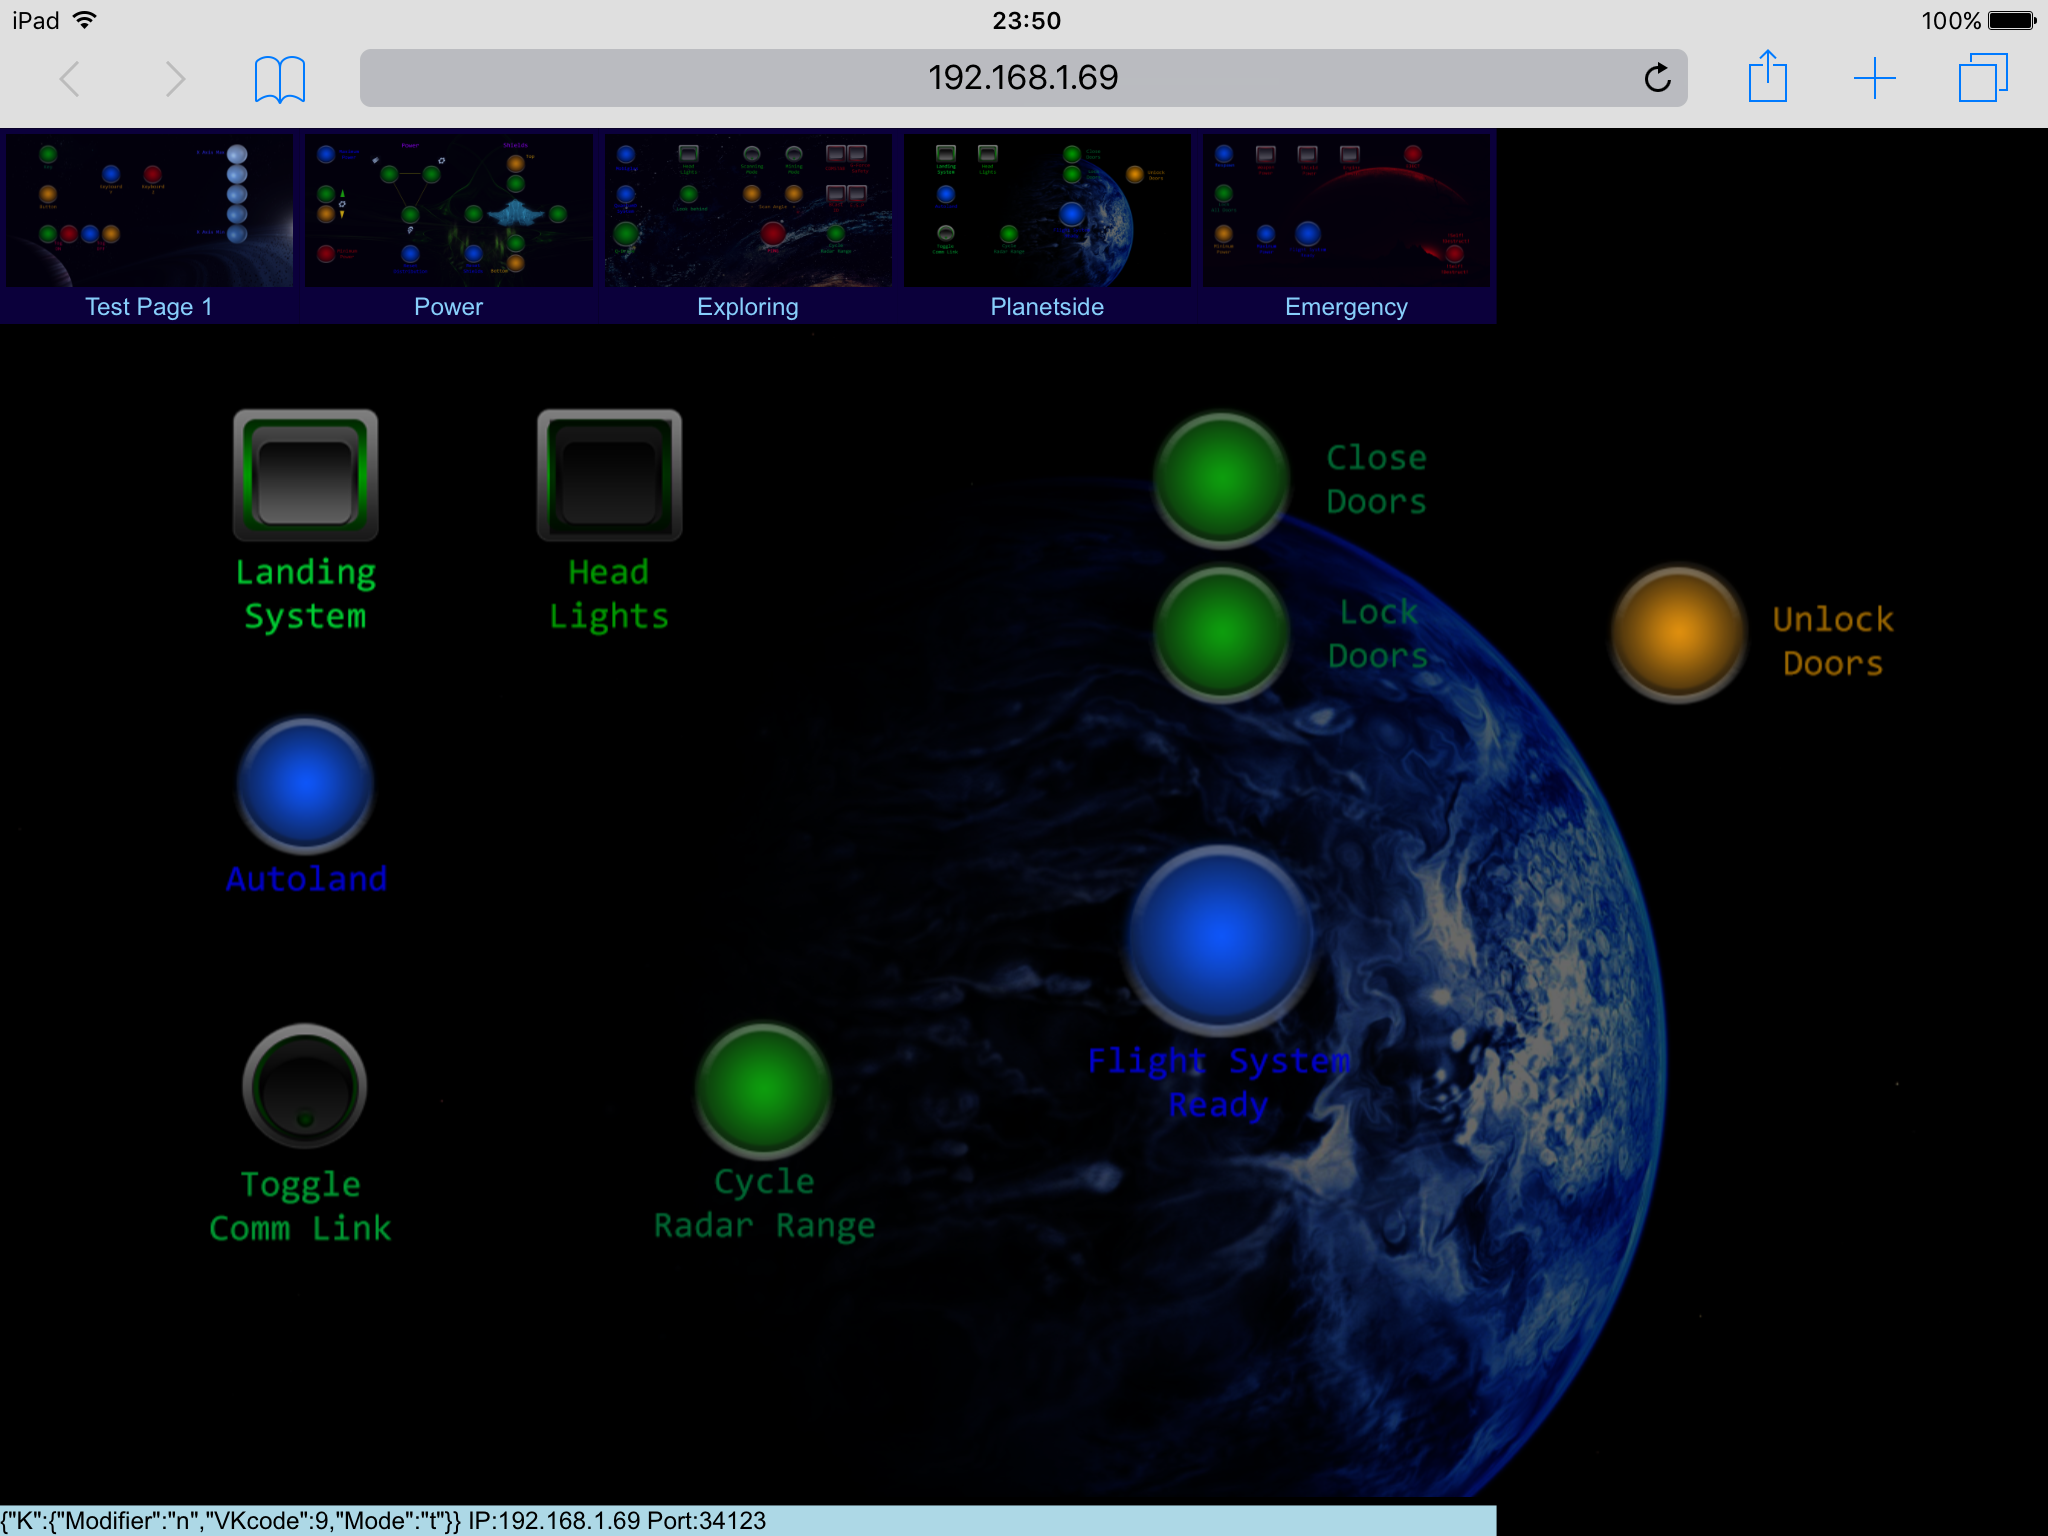 iPad 23:50 100%
192.168.1.69
Test Page 1 Power Exploring Planetside Emergency
Close
Doors
Landing
System
Head
Lights
Lock
Doors
Unlock
Doors
Autoland
Flight System
Ready
Toggle
Comm Link
Cycle
Radar Range
{"K":{"Modifier":"n","VKcode":9,"Mode":"t"}} IP:192.168.1.69 Port:34123